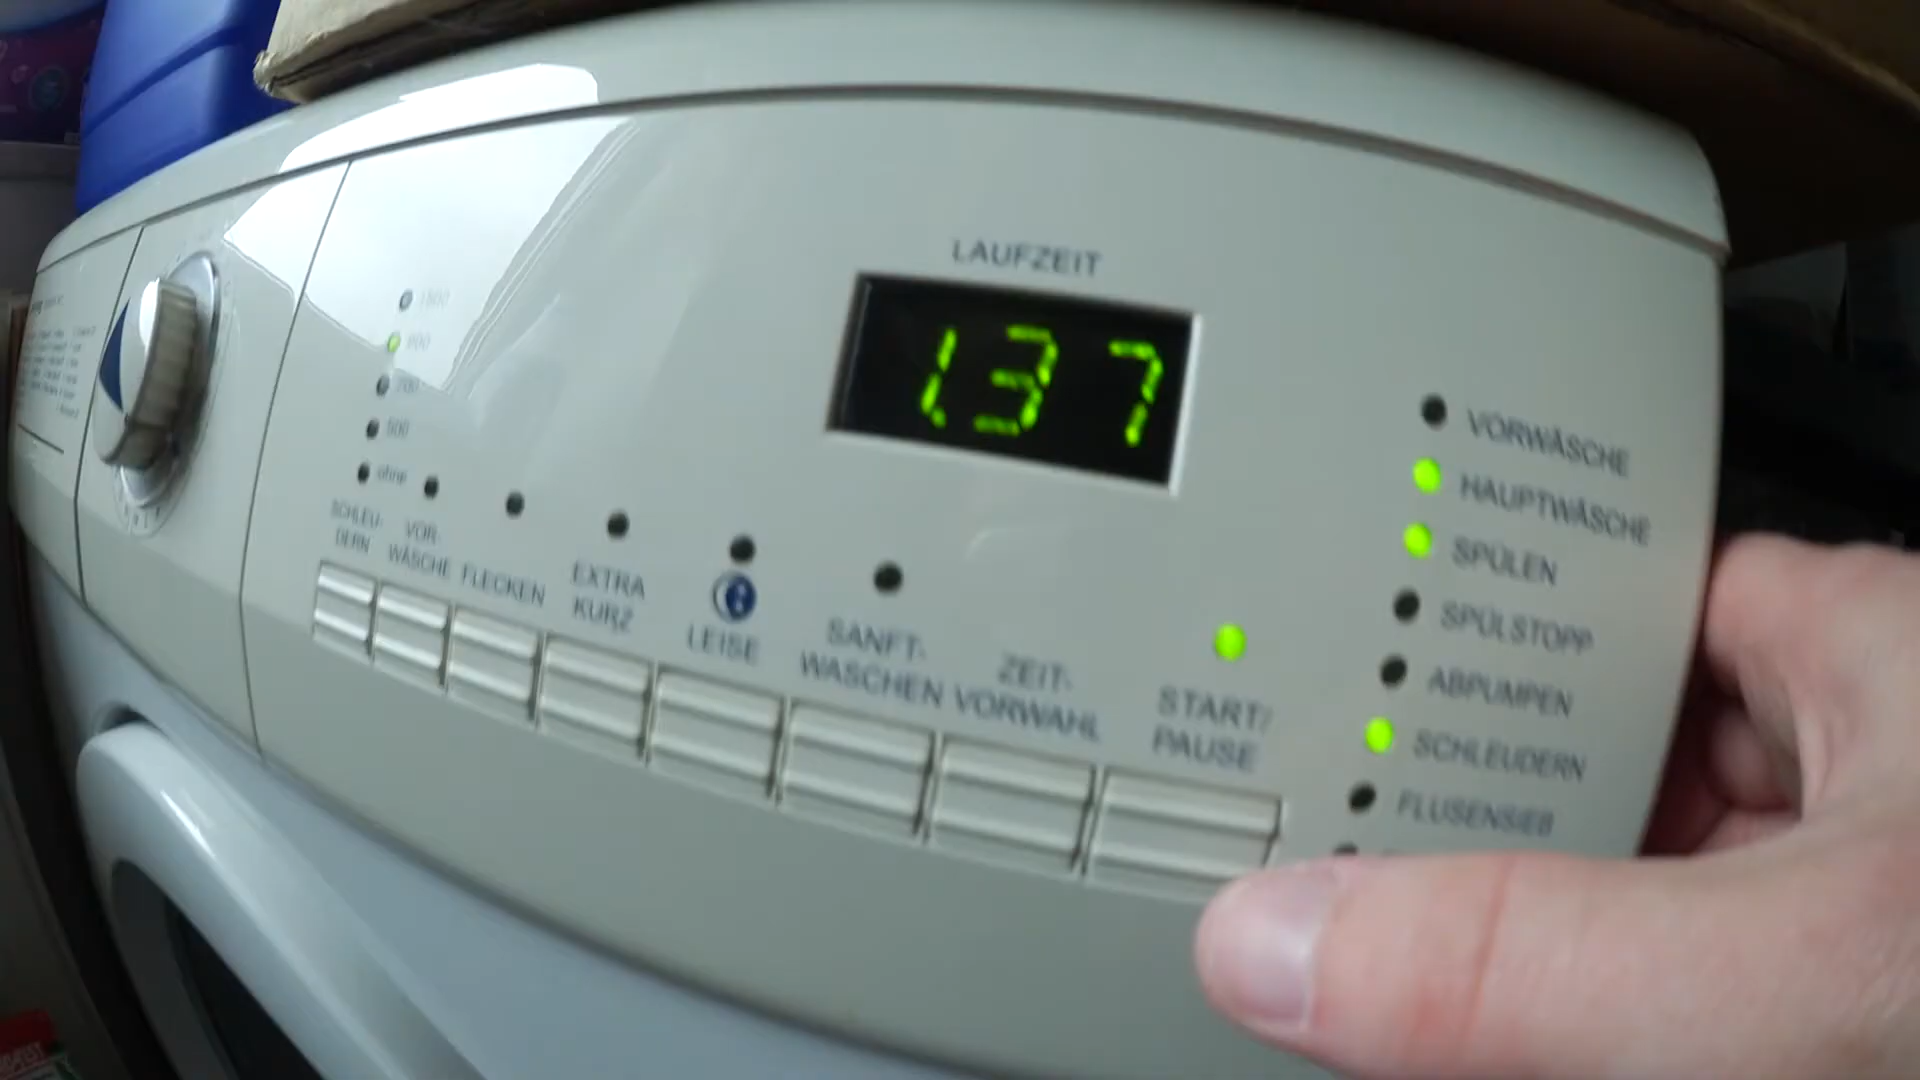 LAUFZEIT
1.37
700
500
ohne
SCHLEU-
DERN
VOR-
WÄSCHE
FLECKEN
EXTRA
KURZ
LEISE
SANFT-
WASCHEN
ZEIT-
VORWAHL
START/
PAUSE
VORWÄSCHE
HAUPTWÄSCHE
SPÜLEN
SPÜLSTOPP
ABPUMPEN
SCHLEUDERN
FLUSENSIEB